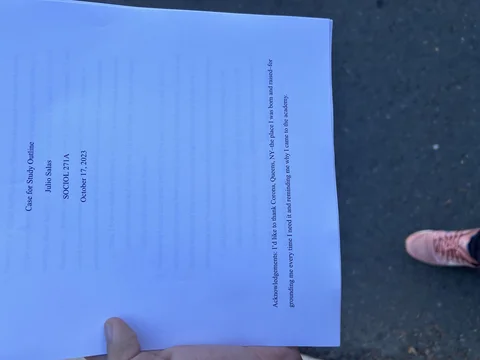 Case for Study Outline
Julio Salas
SOCIOL 271A
October 17, 2023
Acknowledgements: I'd like to thank Corona, Queens, NY–the place I was born and raised–for
grounding me every time I need it and reminding me why I came to the academy.